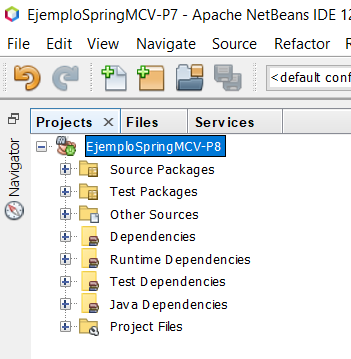 EjemploSpringMCV-P7 - Apache NetBeans IDE 12
File Edit View Navigate Source Refactor
<default conf
Projects Files Services
Navigator
EjemploSpringMCV-P8
Source Packages
Test Packages
Other Sources
Dependencies
Runtime Dependencies
Test Dependencies
Java Dependencies
Project Files